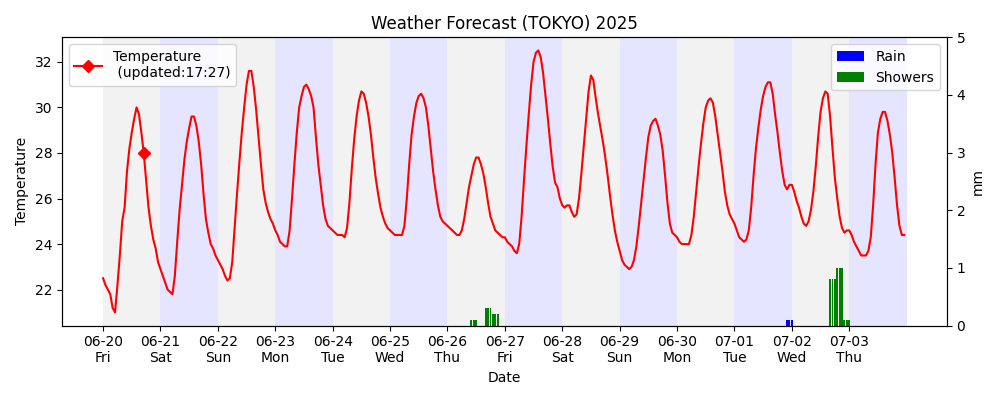 Weather Forecast (TOKYO) 2025
Temperature
(updated:17:27)
Rain
Showers
Temperature
32
30
28
26
24
22
5
4
3
2
1
0
mm
06-20 06-21 06-22 06-23 06-24 06-25 06-26 06-27 06-28 06-29 06-30 07-01 07-02 07-03
Fri Sat Sun Mon Tue Wed Thu Fri Sat Sun Mon Tue Wed Thu
Date